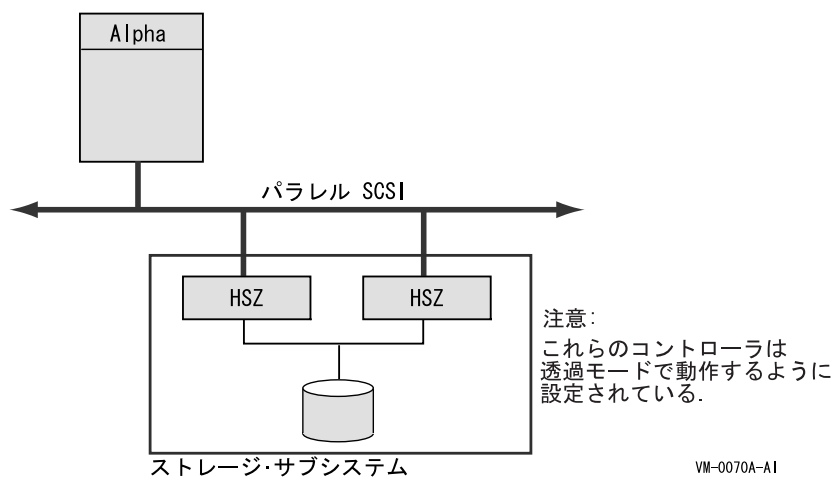 Alpha
パラレル SCSI
HSZ
HSZ
注意:
これらのコントローラは
透過モードで動作するように
設定されている.
ストレージ・サブシステム
VM-0070A-AI